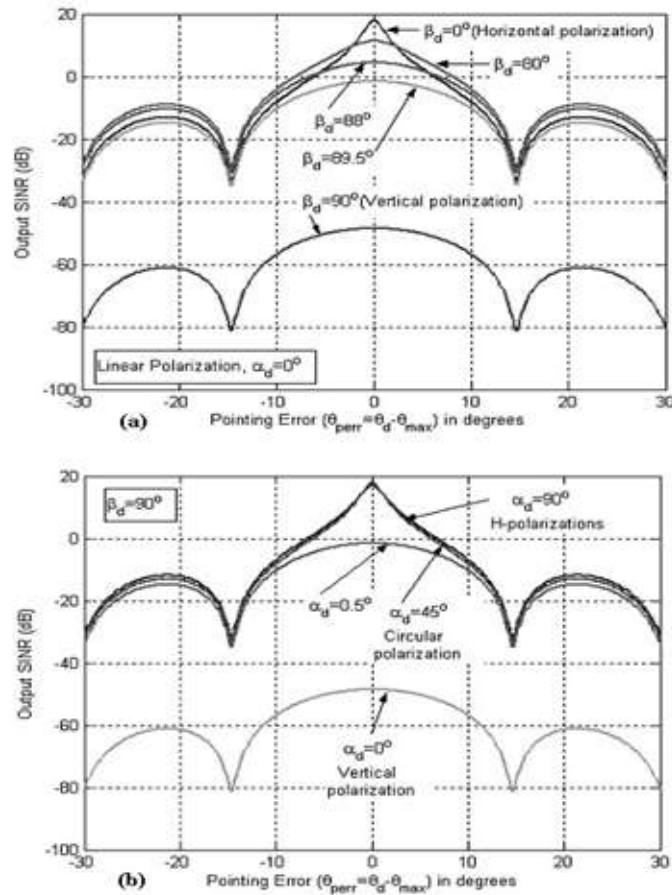 20
β_d=0°(Horizontal polarization)
β_d=80°
0
β_d=88°
-20
β_d=89.5°
Output SINR (dB)
-40
β_d=90°(Vertical polarization)
-60
-80
Linear Polarization, α_d=0°
-100
-30 -20 -10 0 10 20 30
(a) Pointing Error (θ_perr=θ_d-θ_max) in degrees
20
β_d=90°
α_d=90°
H-polarizations
0
α_d=0.5° α_d=45°
Circular
polarization
-20
Output SINR (dB)
-40
-60
α_d=0°
Vertical
polarization
-80
-100
-30 -20 -10 0 10 20 30
(b) Pointing Error (θ_perr=θ_d-θ_max) in degrees